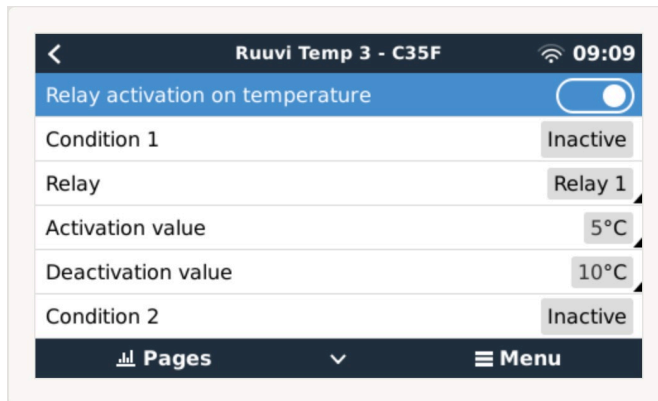 Ruuvi Temp 3 - C35F 09:09
Relay activation on temperature
Condition 1 Inactive
Relay Relay 1
Activation value 5°C
Deactivation value 10°C
Condition 2 Inactive
Pages Menu